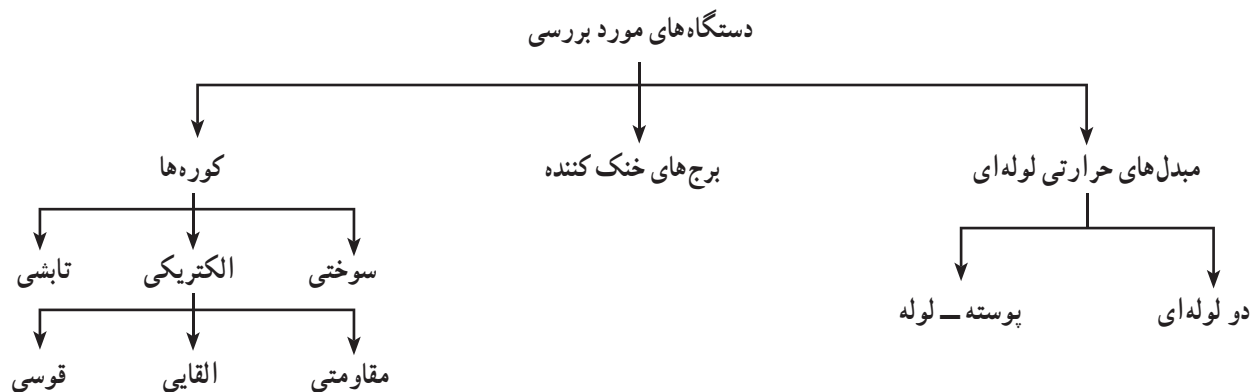 دستگاه‌های مورد بررسی
مبدل‌های حرارتی لوله‌ای
برج‌های خنک کننده
کوره‌ها
دو لوله‌ای
پوسته – لوله
سوختی
الکتریکی
تابشی
مقاومتی
القایی
قوسی